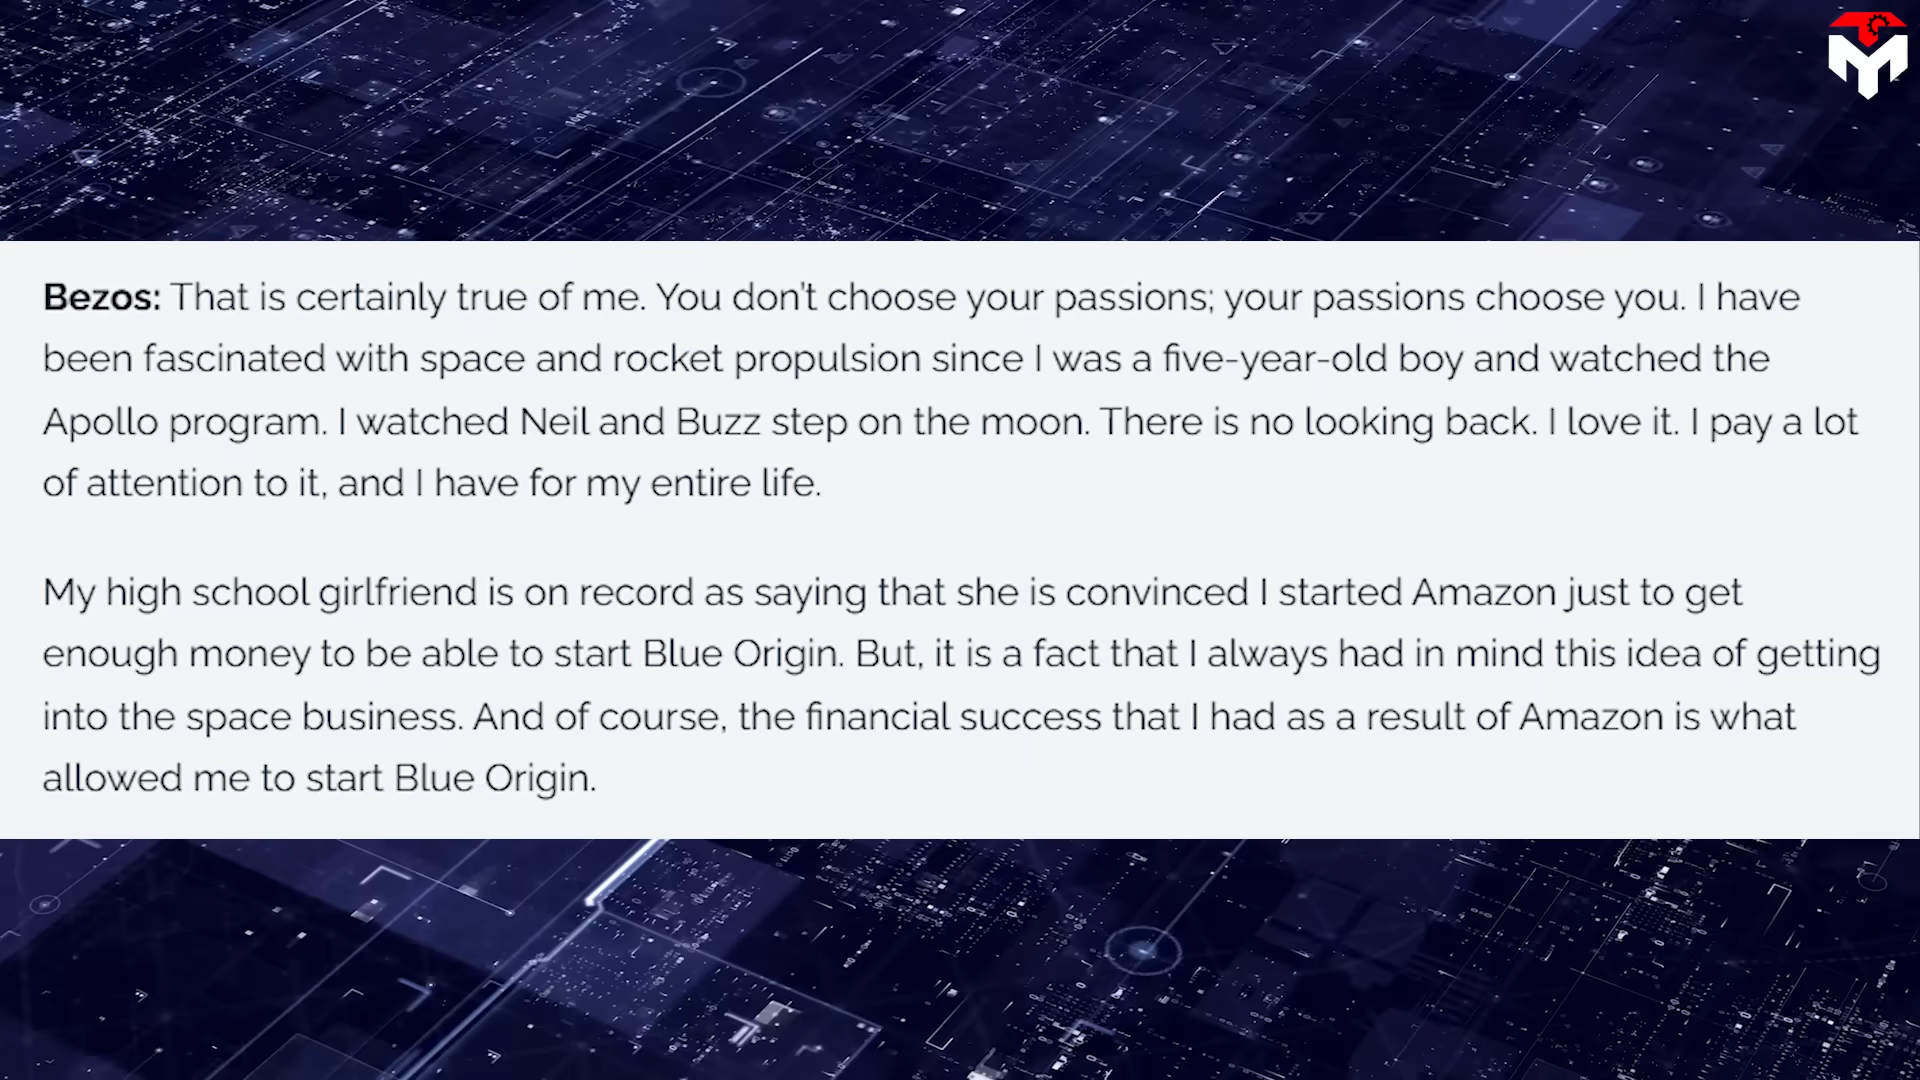 Bezos: That is certainly true of me. You don't choose your passions; your passions choose you. I have
been fascinated with space and rocket propulsion since I was a five-year-old boy and watched the
Apollo program. I watched Neil and Buzz step on the moon. There is no looking back. I love it. I pay a lot
of attention to it, and I have for my entire life.
My high school girlfriend is on record as saying that she is convinced I started Amazon just to get
enough money to be able to start Blue Origin. But, it is a fact that I always had in mind this idea of getting
into the space business. And of course, the financial success that I had as a result of Amazon is what
allowed me to start Blue Origin.